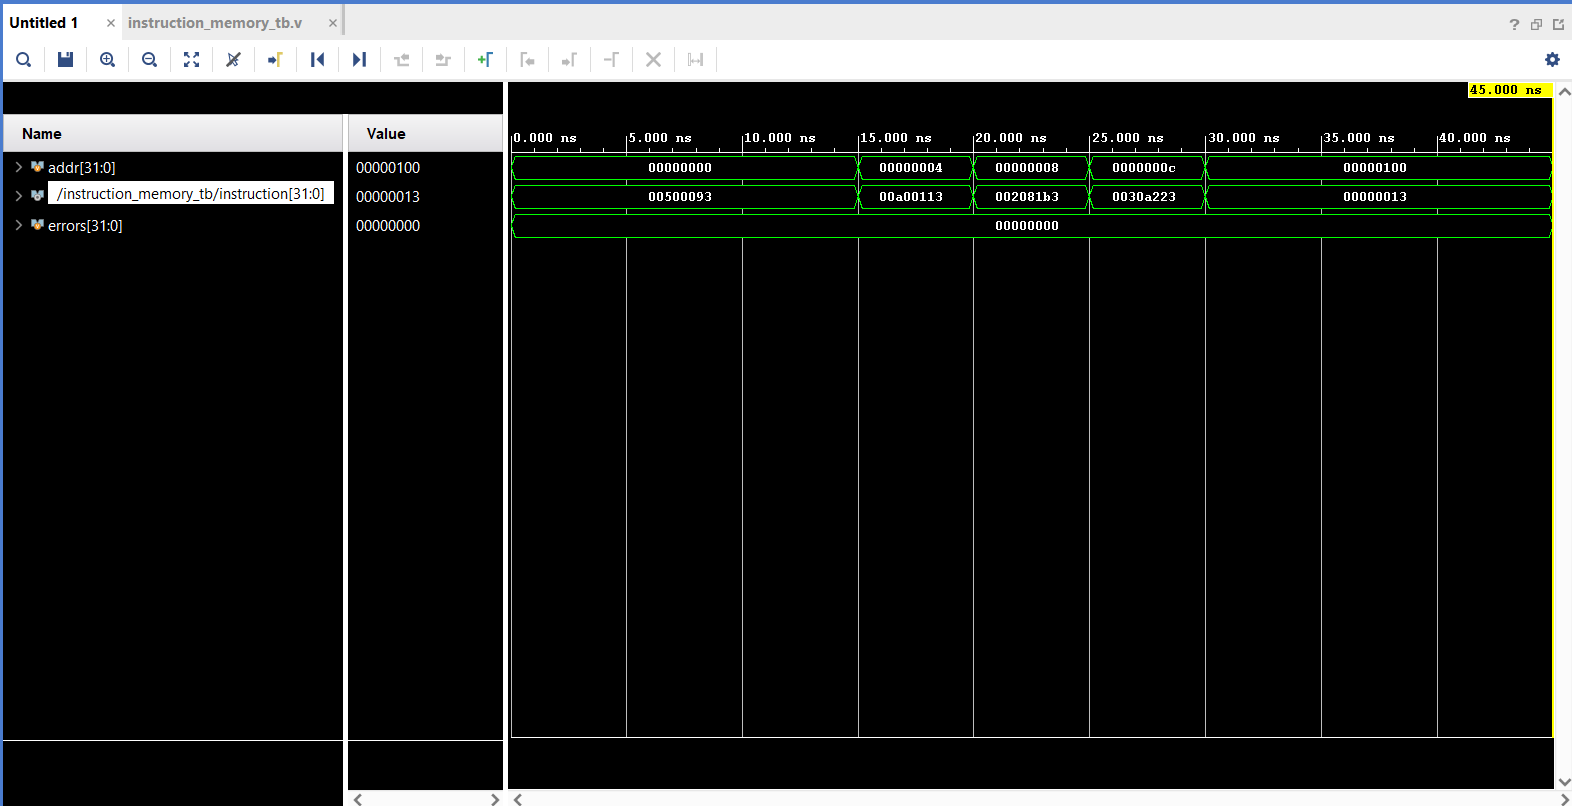 Untitled 1 × instruction_memory_tb.v ×
?
45.000 ns
Name Value
0.000 ns 5.000 ns 10.000 ns 15.000 ns 20.000 ns 25.000 ns 30.000 ns 35.000 ns 40.000 ns
addr[31:0] 00000100 00000000 00000004 00000008 0000000c 00000100
/instruction_memory_tb/instruction[31:0] 00000013 00500093 00a00113 002081b3 0030a223 00000013
errors[31:0] 00000000 00000000